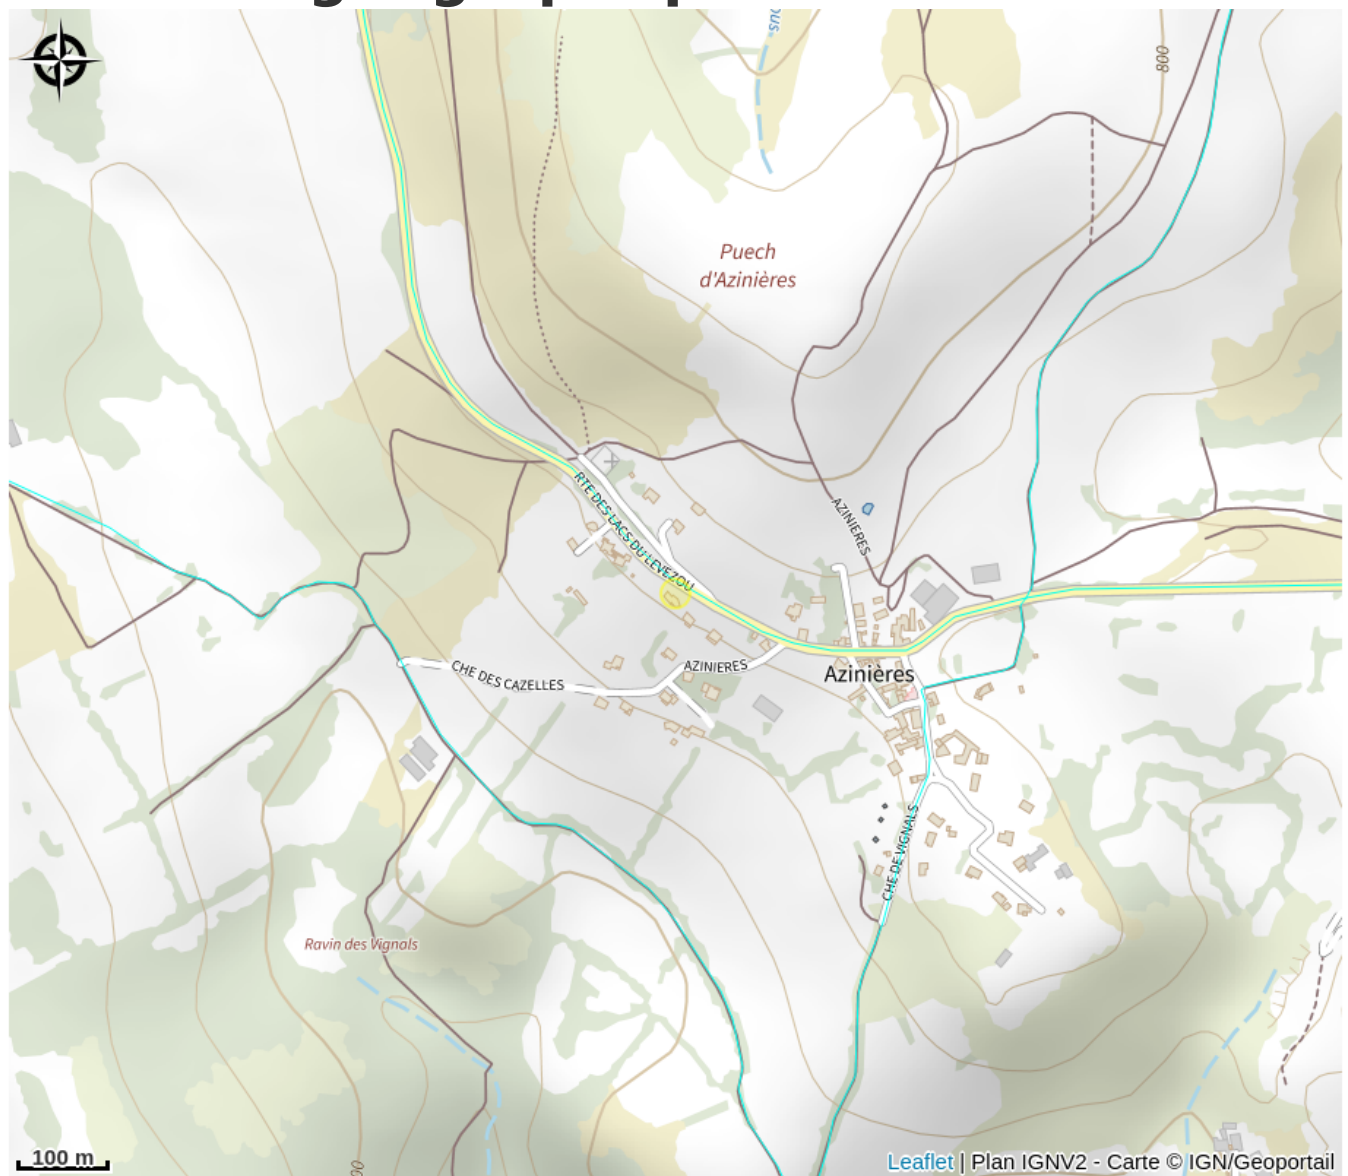 800
Puech
d'Azinières
RTE DES LACS DU LEVEZOU
AZINIERES
AZINIERES
CHE DES CAZELLES
Azinières
CHE DE VIGNALS
Ravin des Vignals
100 m
Leaflet | Plan IGNV2 - Carte © IGN/Geoportail